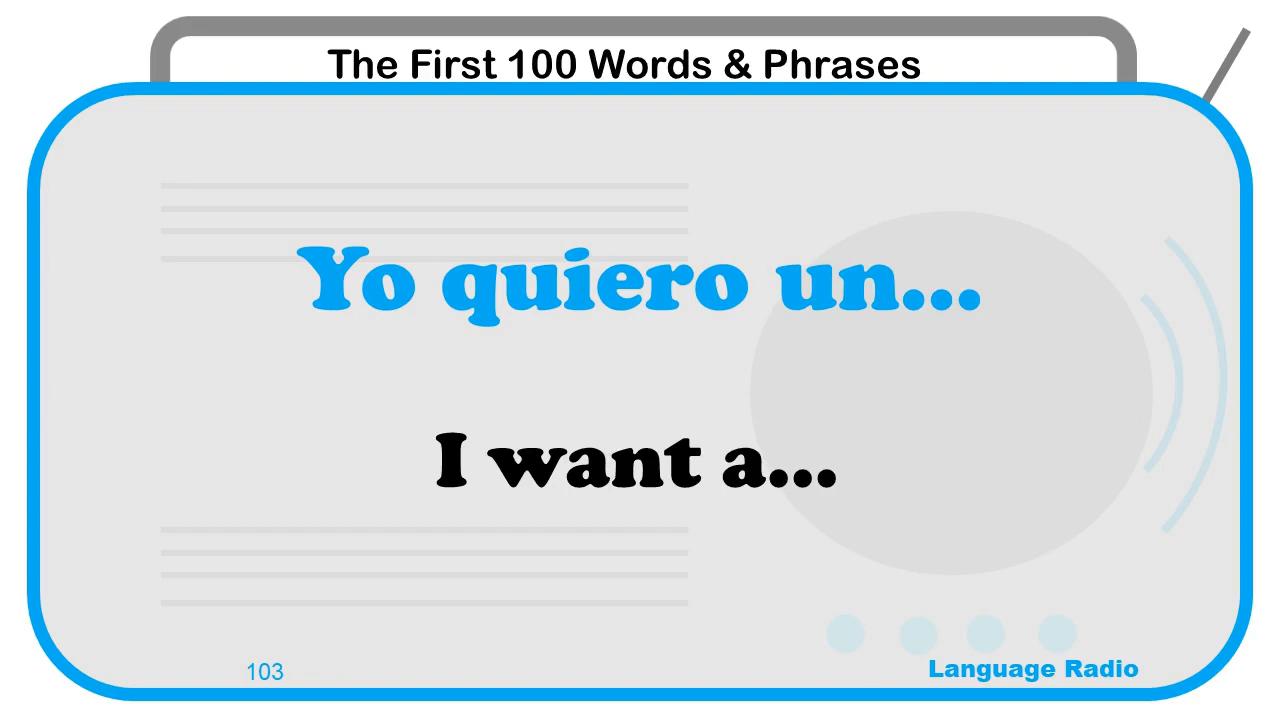 The First 100 Words & Phrases
Yo quiero un...
I want a...
103
Language Radio